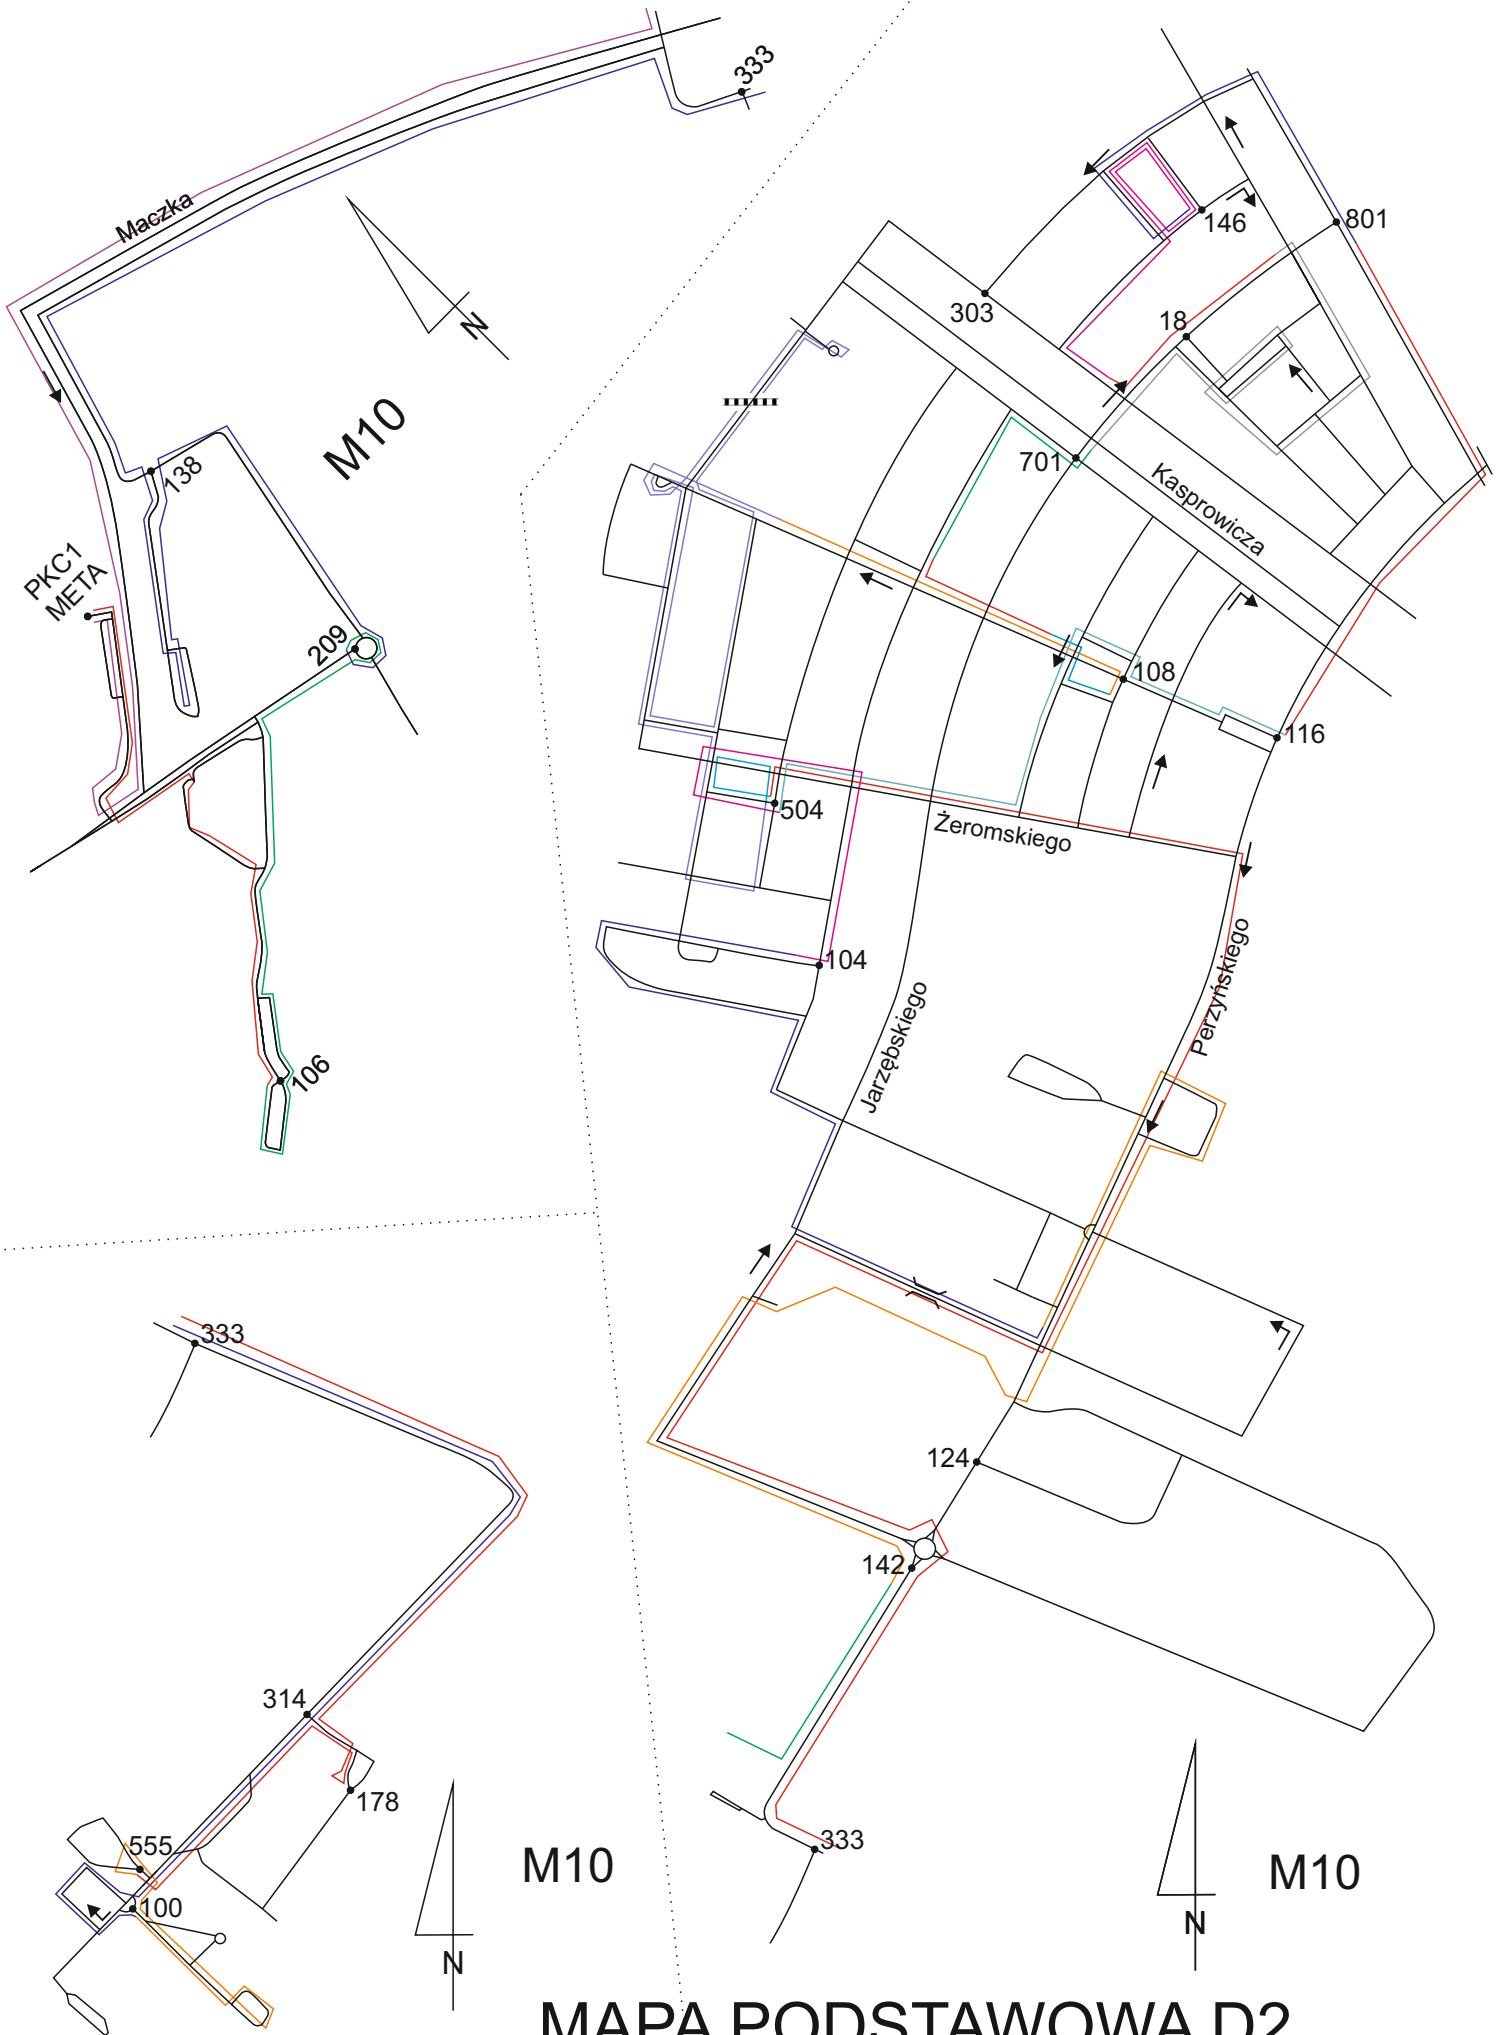 333
Maczka
N
M10
138
PKC1
META
209
106
146
801
303
18
701
Kasprowicza
108
116
504
Żeromskiego
104
Perzyńskiego
Jarzębskiego
124
142
333
M10
N
333
314
178
555
100
M10
N
MAPA PODSTAWOWA D2